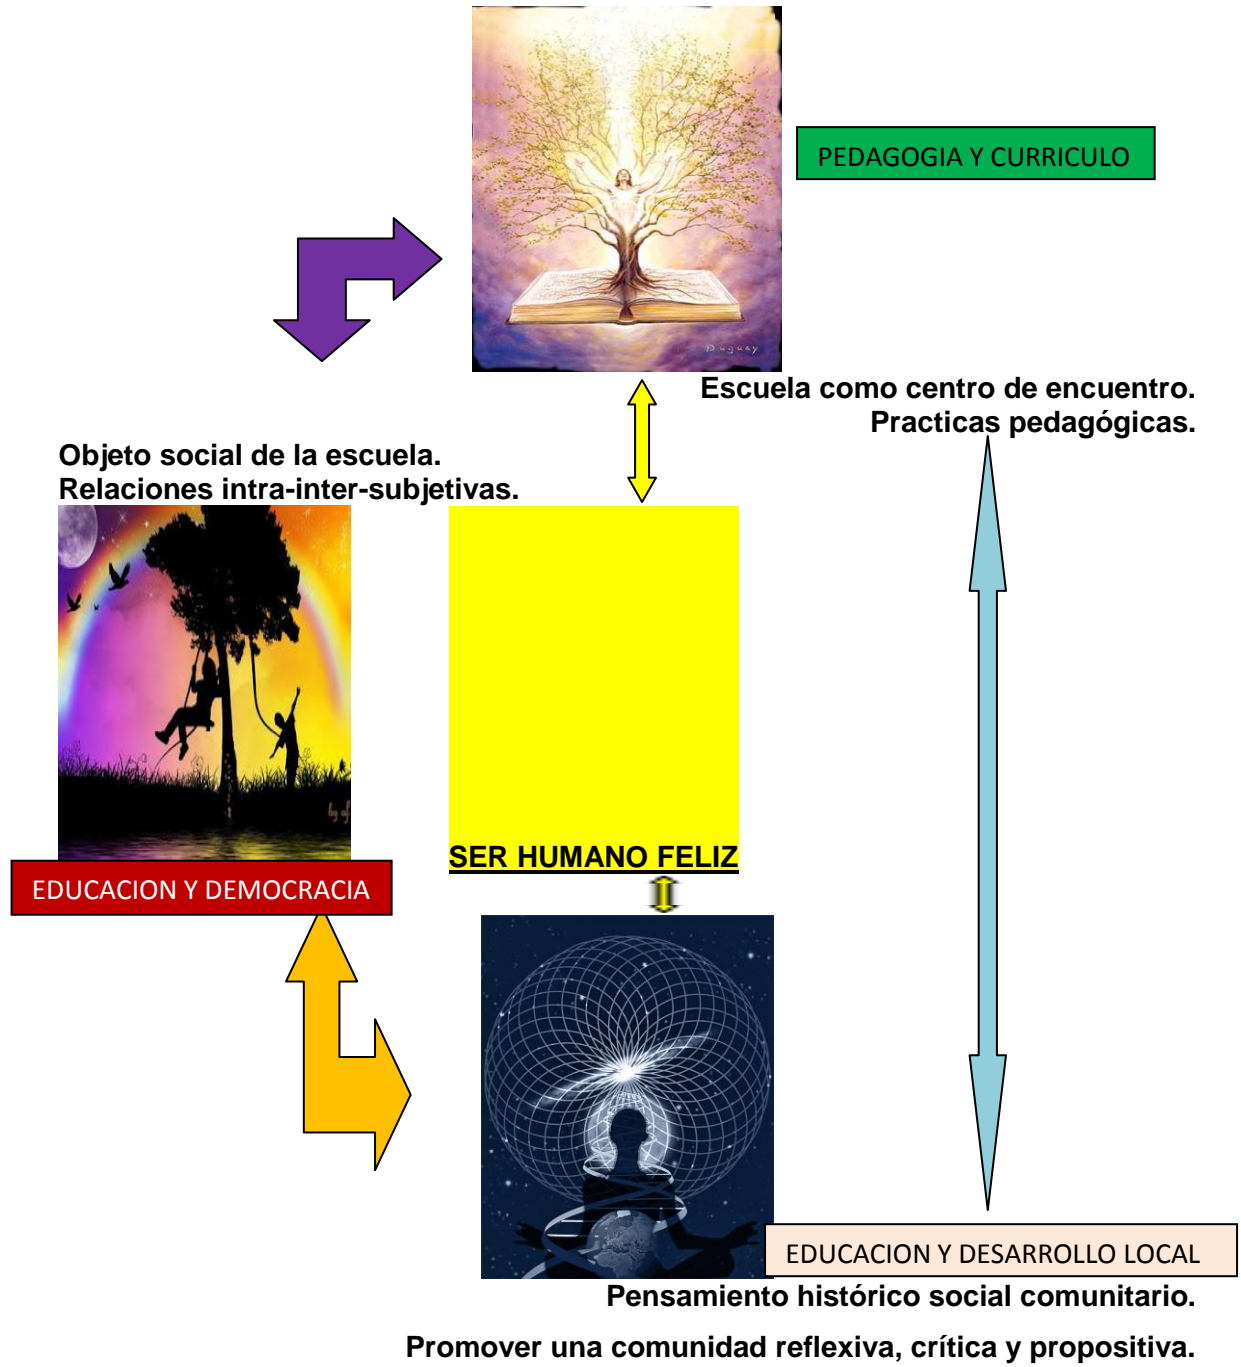 PEDAGOGIA Y CURRICULO
Duguay
Escuela como centro de encuentro.
Practicas pedagógicas.
Objeto social de la escuela.
Relaciones intra-inter-subjetivas.
SER HUMANO FELIZ
EDUCACION Y DEMOCRACIA
EDUCACION Y DESARROLLO LOCAL
Pensamiento histórico social comunitario.
Promover una comunidad reflexiva, crítica y propositiva.